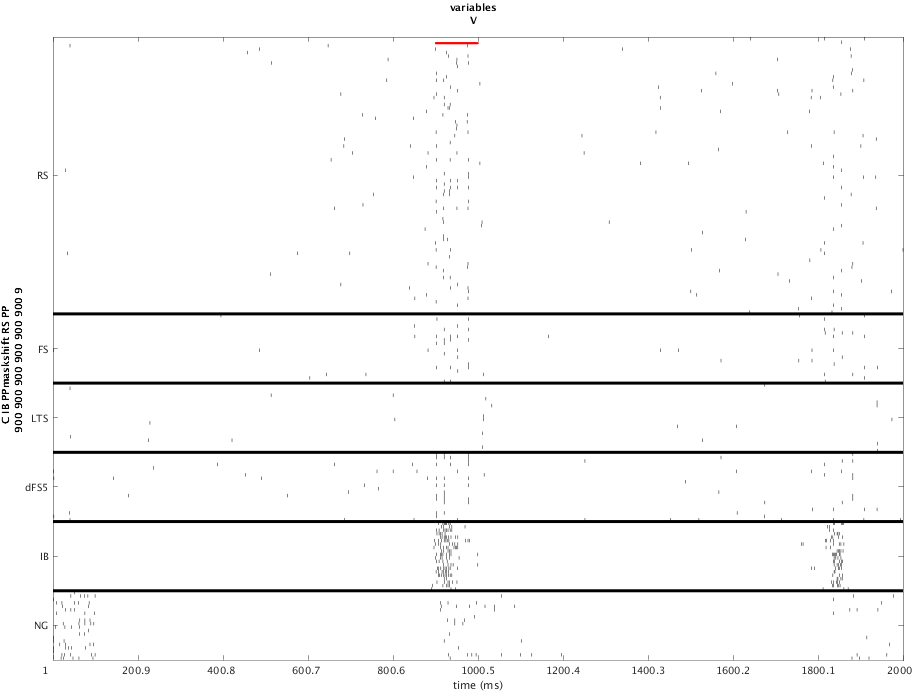 variables
V
RS
FS
LTS
dFS5
IB
NG
C IB PPmaskshift RS PP
900 900 900 900 900 900 9
1 200.9 400.8 600.7 800.6 1000.5 1200.4 1400.3 1600.2 1800.1 2000
time (ms)